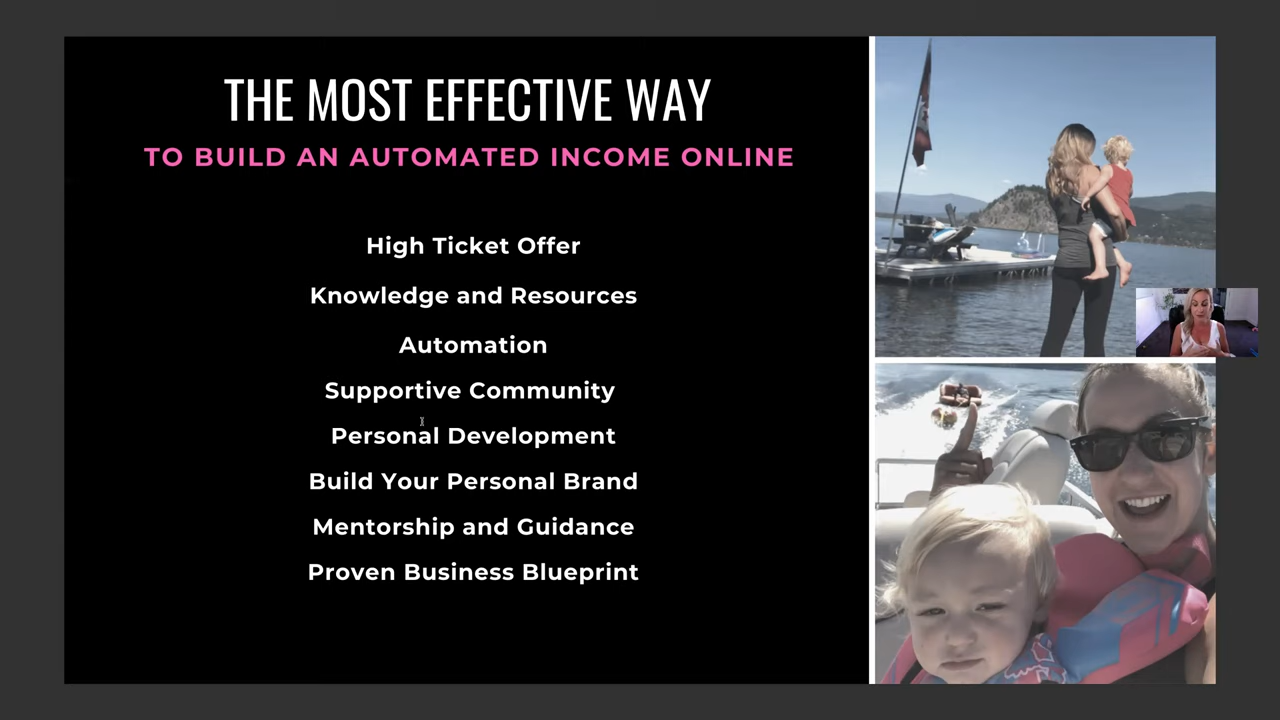 THE MOST EFFECTIVE WAY
TO BUILD AN AUTOMATED INCOME ONLINE
High Ticket Offer
Knowledge and Resources
Automation
Supportive Community
Personal Development
Build Your Personal Brand
Mentorship and Guidance
Proven Business Blueprint